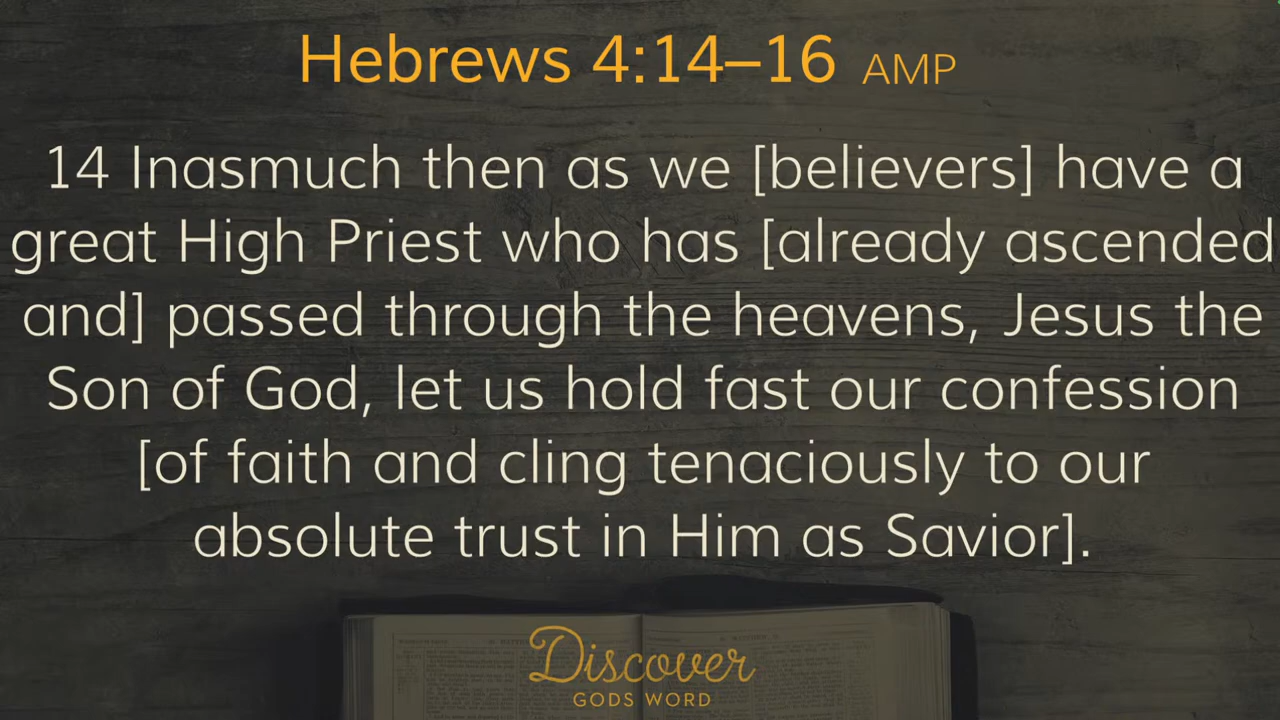 Hebrews 4:14–16 AMP
14 Inasmuch then as we [believers] have a
great High Priest who has [already ascended
and] passed through the heavens, Jesus the
Son of God, let us hold fast our confession
[of faith and cling tenaciously to our
absolute trust in Him as Savior].
Discover
GODS WORD